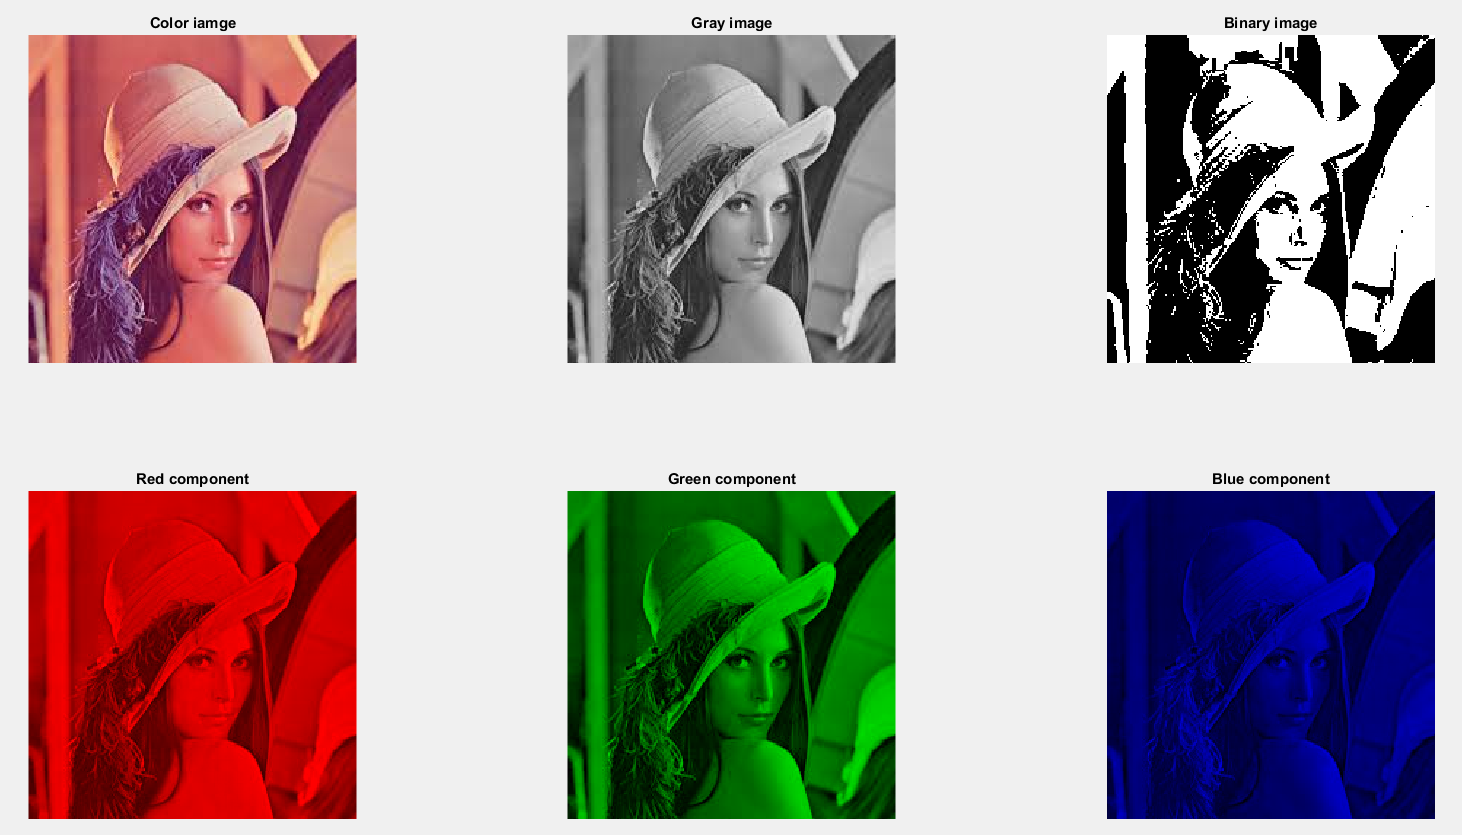 Color iamge
Gray image
Binary image
Red component
Green component
Blue component